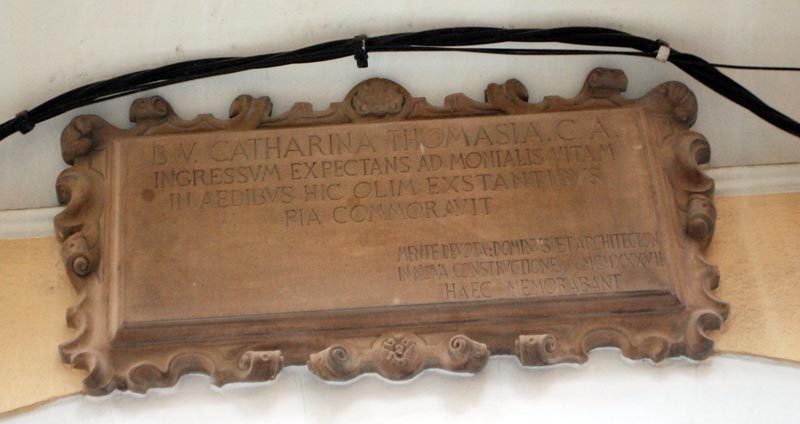 B V. CATHARINA THOMASIA. C. A.
INGRESSVM EXPECTANS AD MONIALIS VITAM
IN AEDIBVS HIC OLIM EXSTANTIBVS
PIA COMMORAVIT
MENTE DEVOTA: DOMINVS ET ARCHITECTON
IN NOVA CONSTRVCTIONE
HAEC MEMORABANT